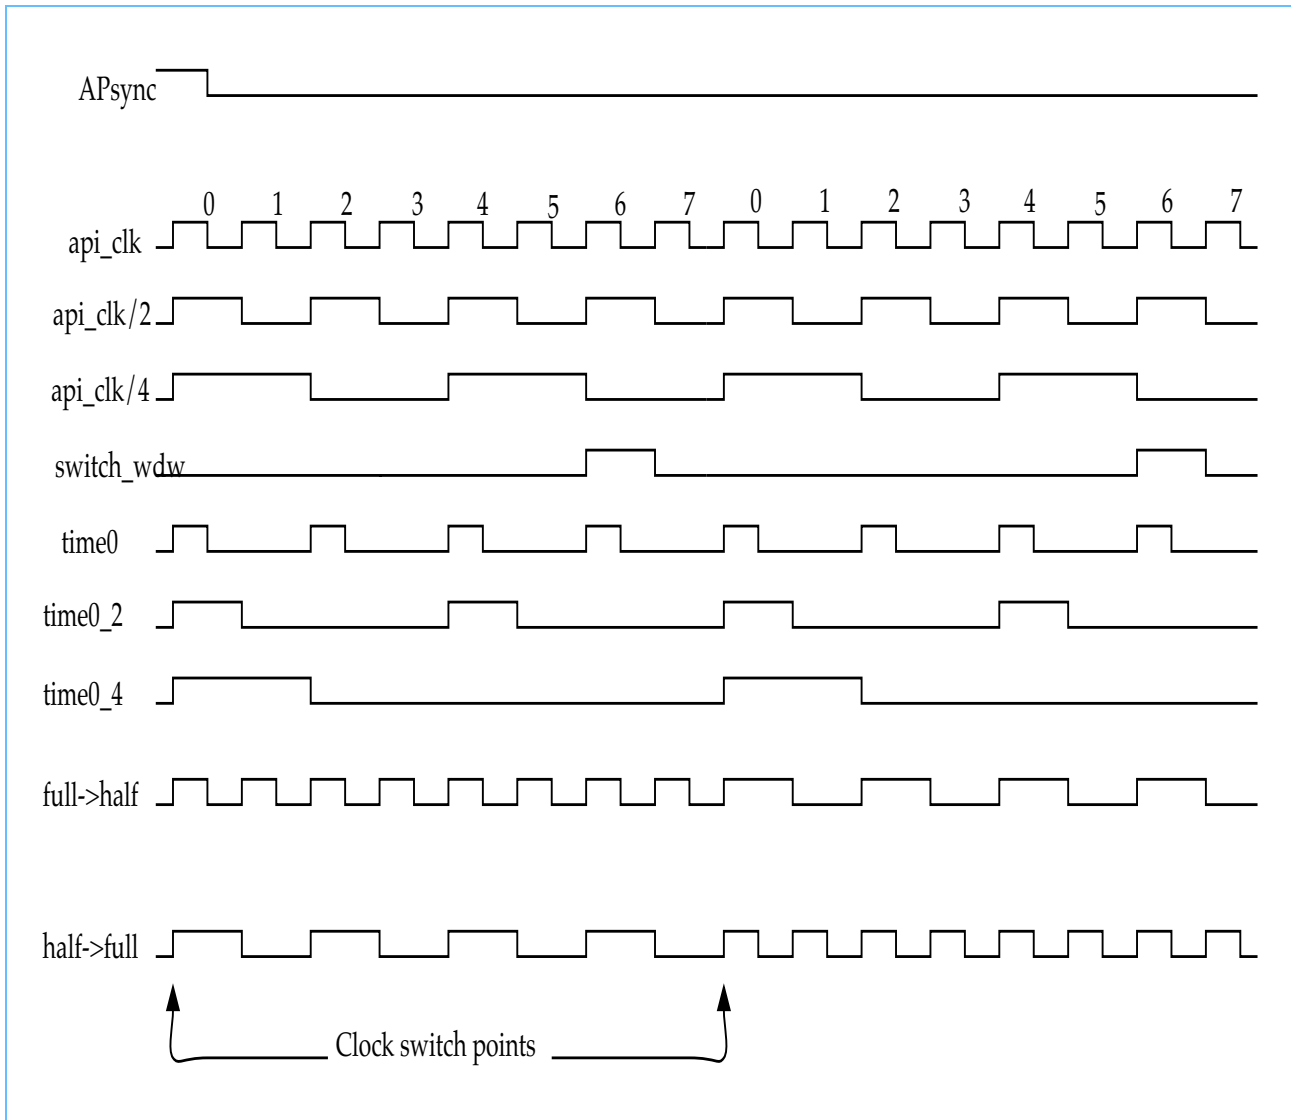 APsync
0 1 2 3 4 5 6 7 0 1 2 3 4 5 6 7
api_clk
api_clk/2
api_clk/4
switch_wdw
time0
time0_2
time0_4
full->half
half->full
Clock switch points